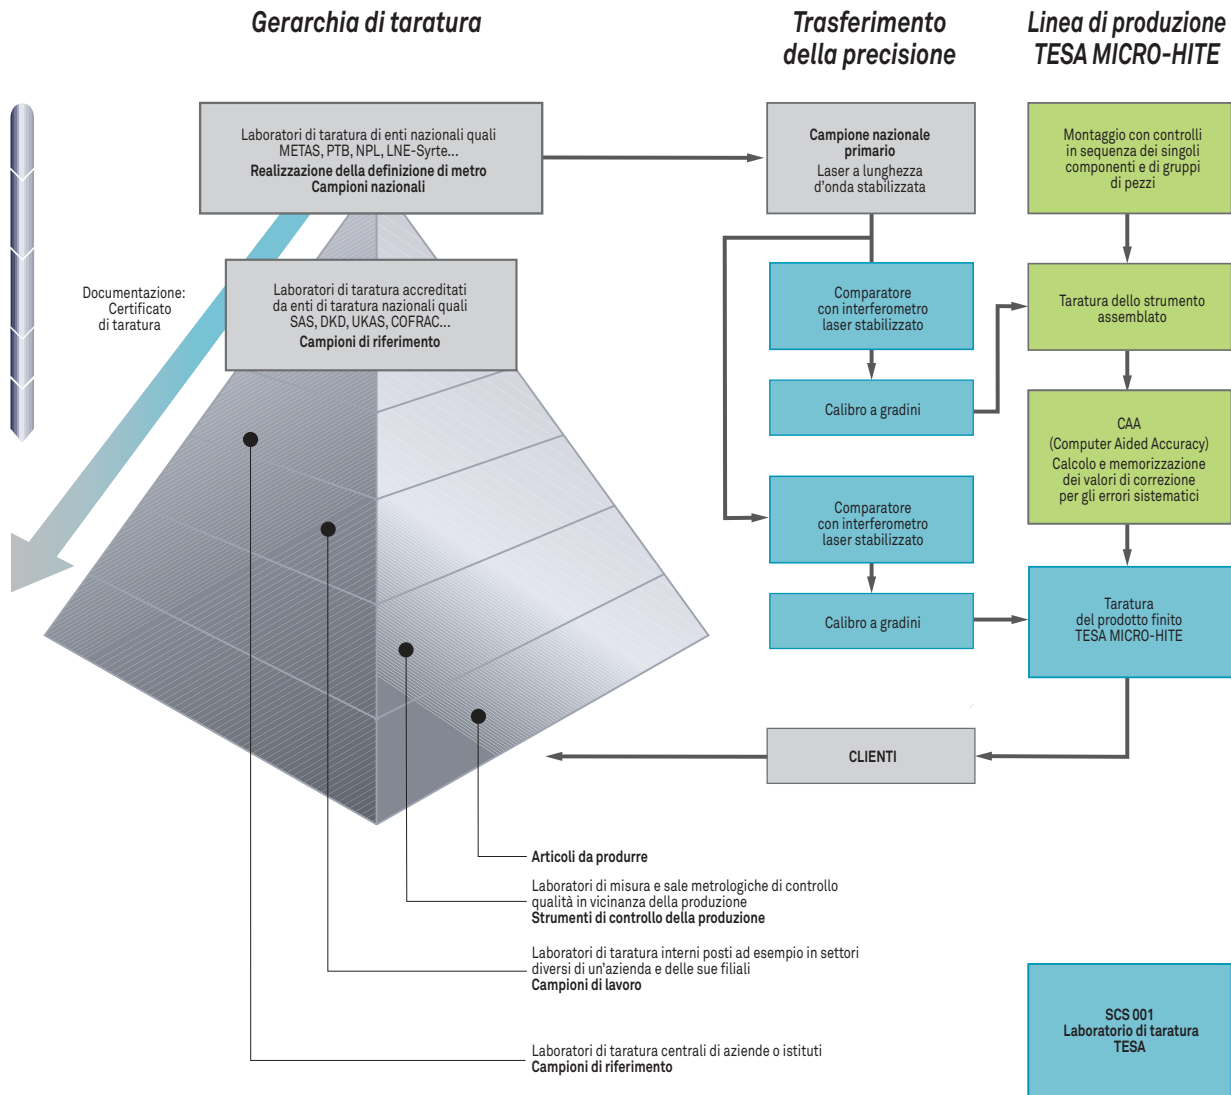 Gerarchia di taratura
Trasferimento
della precisione
Linea di produzione
TESA MICRO-HITE
Laboratori di taratura di enti nazionali quali
METAS, PTB, NPL, LNE-Syrte...
Realizzazione della definizione di metro
Campioni nazionali
Campione nazionale
primario
Laser a lunghezza
d'onda stabilizzata
Montaggio con controlli
in sequenza dei singoli
componenti e di gruppi
di pezzi
Documentazione:
Certificato
di taratura
Laboratori di taratura accreditati
da enti di taratura nazionali quali
SAS, DKD, UKAS, COFRAC...
Campioni di riferimento
Comparatore
con interferometro
laser stabilizzato
Taratura dello strumento
assemblato
Calibro a gradini
CAA
(Computer Aided Accuracy)
Calcolo e memorizzazione
dei valori di correzione
per gli errori sistematici
Comparatore
con interferometro
laser stabilizzato
Calibro a gradini
Taratura
del prodotto finito
TESA MICRO-HITE
CLIENTI
Articoli da produrre
Laboratori di misura e sale metrologiche di controllo
qualità in vicinanza della produzione
Strumenti di controllo della produzione
Laboratori di taratura interni posti ad esempio in settori
diversi di un'azienda e delle sue filiali
Campioni di lavoro
Laboratori di taratura centrali di aziende o istituti
Campioni di riferimento
SCS 001
Laboratorio di taratura
TESA